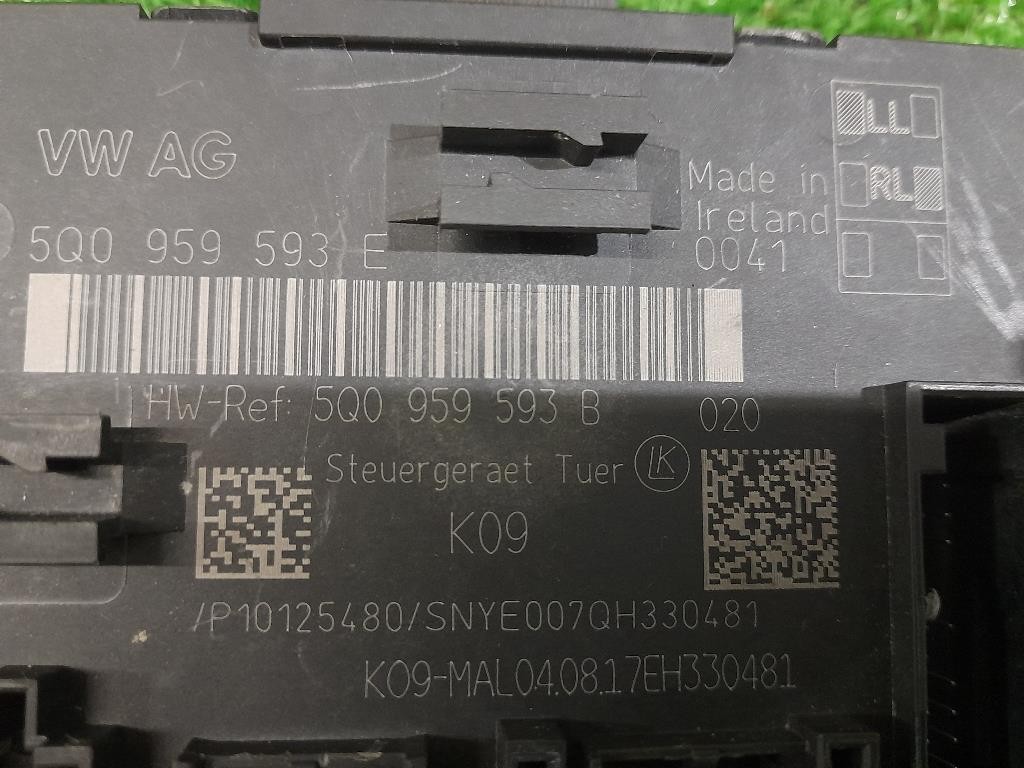 VW AG
LL
RL
Made in
Ireland
0041
5Q0 959 593 E
HW-Ref: 5Q0 959 593 B 020
Steuergeraet Tuer LK
K09
/P10125480/SNYE007QH330481
K09-MAL04.08.17EH330481